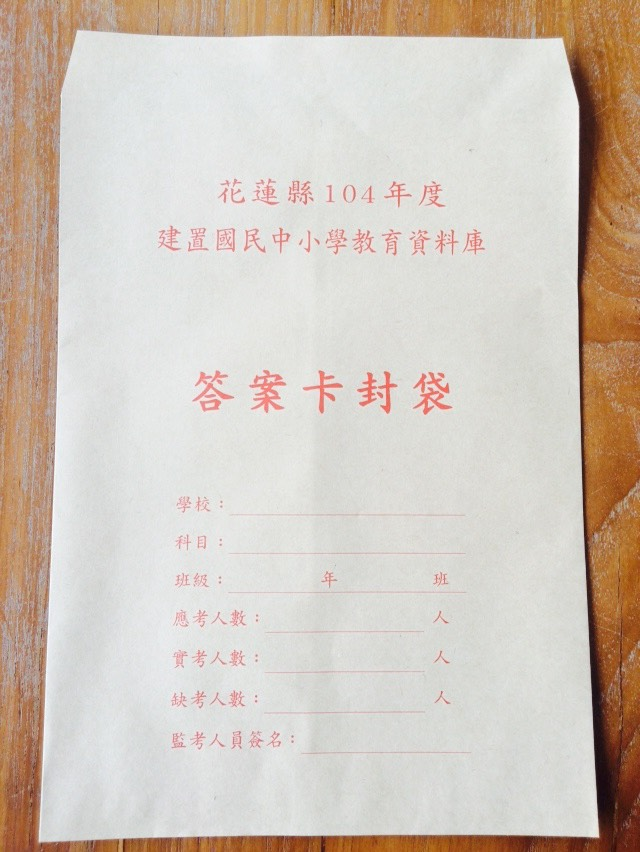 花蓮縣104年度
建置國民中小學教育資料庫
答案卡封袋
學校：
科目：
班級：　年　班
應考人數：　人
實考人數：　人
缺考人數：　人
監考人員簽名：